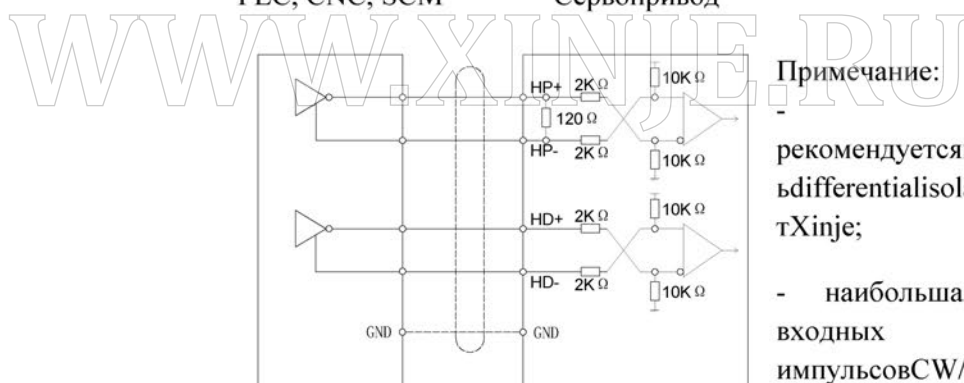 PLC, CNC, SCM Сервопривод
WWW.XINJE.RU
HP+ 2KΩ 10KΩ
120Ω
HP- 2KΩ 10KΩ
HD+ 2KΩ 10KΩ
HD- 2KΩ 10KΩ
GND GND
Примечание:
-
рекомендуется
ьdifferentialisol
тXinje;
- наибольша
входных
импульсовCW/